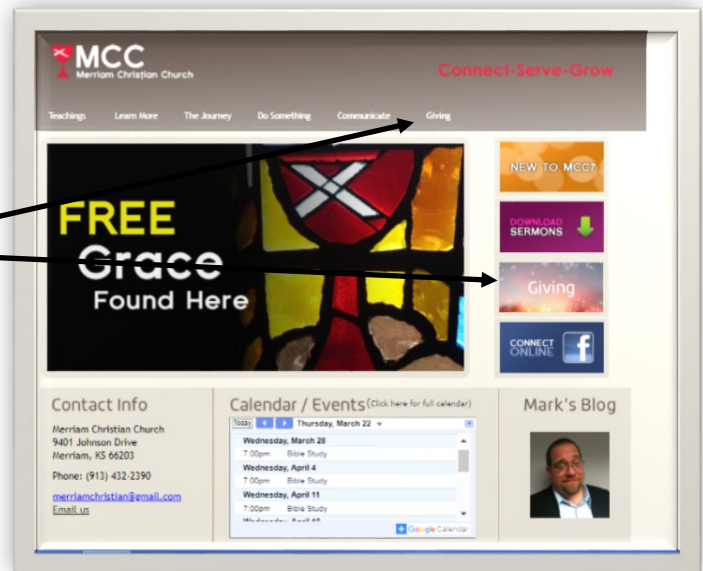 MCC
Merriam Christian Church
Connect-Serve-Grow
Teachings Learn More The Journey Do Something Communicate Giving
FREE
Grace
Found Here
NEW TO MCC?
DOWNLOAD
SERMONS
Giving
CONNECT
ONLINE
Contact Info
Merriam Christian Church
9401 Johnson Drive
Merriam, KS 66203
Phone: (913) 432-2390
merriamchristian@gmail.com
Email us
Calendar / Events (Click here for full calendar)
Today Thursday, March 22
Wednesday, March 28
7:00pm Bible Study
Wednesday, April 4
7:00pm Bible Study
Wednesday, April 11
7:00pm Bible Study
Wednesday, April 18
Google Calendar
Mark's Blog